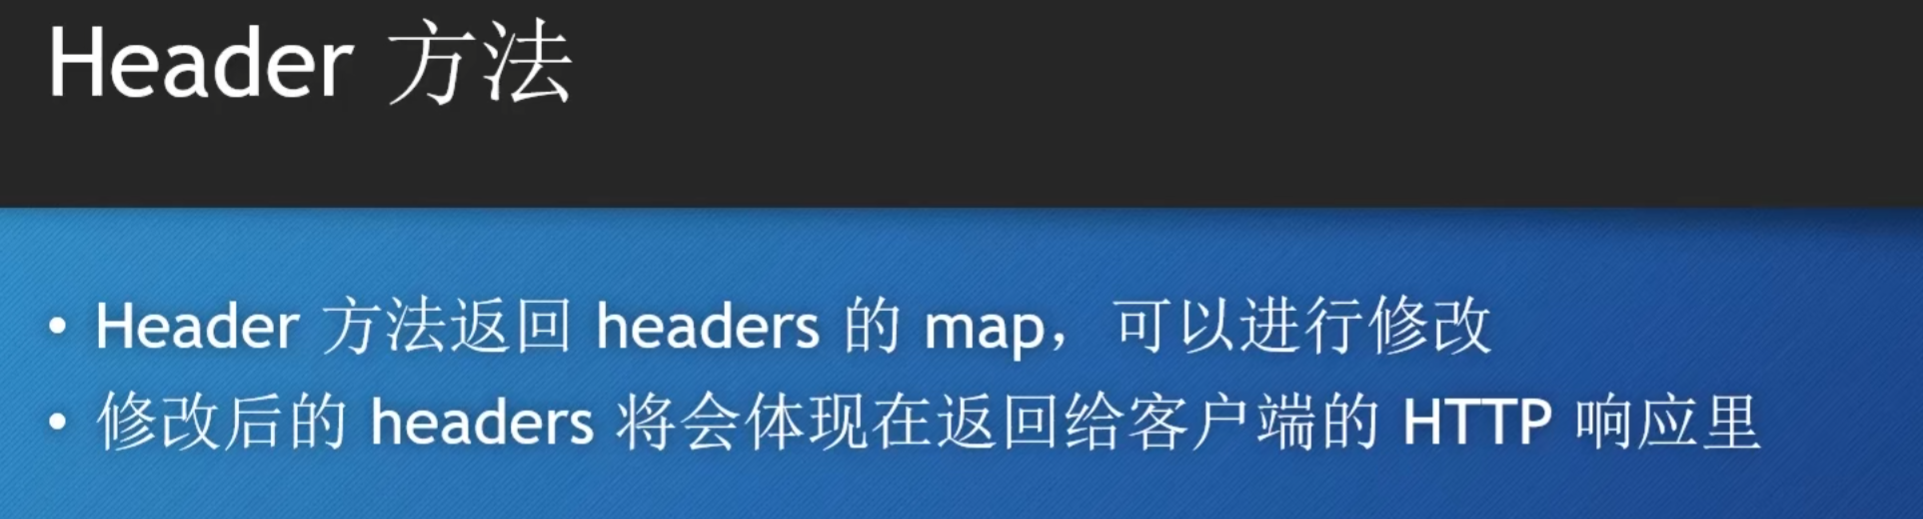 Header 方法
• Header 方法返回 headers 的 map，可以进行修改
• 修改后的 headers 将会体现在返回给客户端的 HTTP 响应里